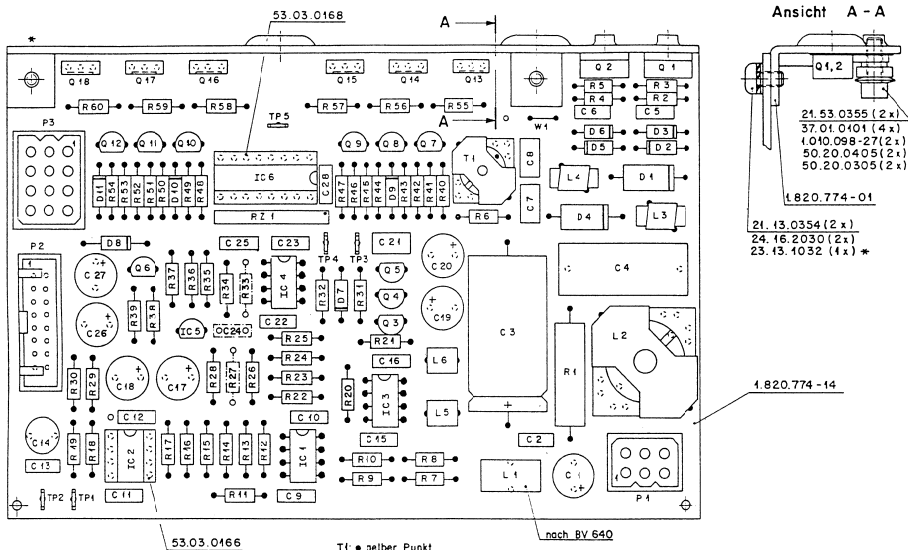 53.03.0168
A
Ansicht A - A
*
Q18
Q17
Q16
Q15
Q14
Q13
Q2
Q1
Q1,2
R60
R59
R58
R57
R56
R55
A
R5
R3
R4
R2
C6
C5
TP5
W1
21.53.0355 (2x)
37.01.0101 (4x)
1.010.098-27 (2x)
50.20.0405 (2x)
50.20.0305 (2x)
P3
1
Q12
Q11
Q10
Q9
Q8
Q7
T1
D6
D3
D5
D2
C8
D11
R54
R53
R52
R51
R50
D10
R49
R48
IC6
C28
R47
R46
R45
R44
D9
R43
R42
R41
R40
L4
D1
C7
1.820.774-01
RZ1
R6
D4
L3
21.13.0354 (2x)
24.16.2030 (2x)
23.13.1032 (1x) *
P2
1
D8
C25
C23
C21
TP4
TP3
C27
Q6
R37
R36
R35
R34
R33
IC4
R32
D7
R31
Q5
C20
C4
Q4
C26
R39
R38
IC5
C24
C22
Q3
C19
C3
L2
R25
R21
R24
C16
L6
R1
R30
R29
C18
C17
R28
R27
R26
R23
R20
IC3
R22
1.820.774-14
C12
C10
L5
C14
R19
R18
IC2
R17
R16
R15
R14
R13
R12
IC1
C15
C2
C13
R10
R8
R9
R7
L1
C1
1
P1
TP2
TP1
C11
R11
C9
nach BV 640
53.03.0166
T1: ● gelber Punkt